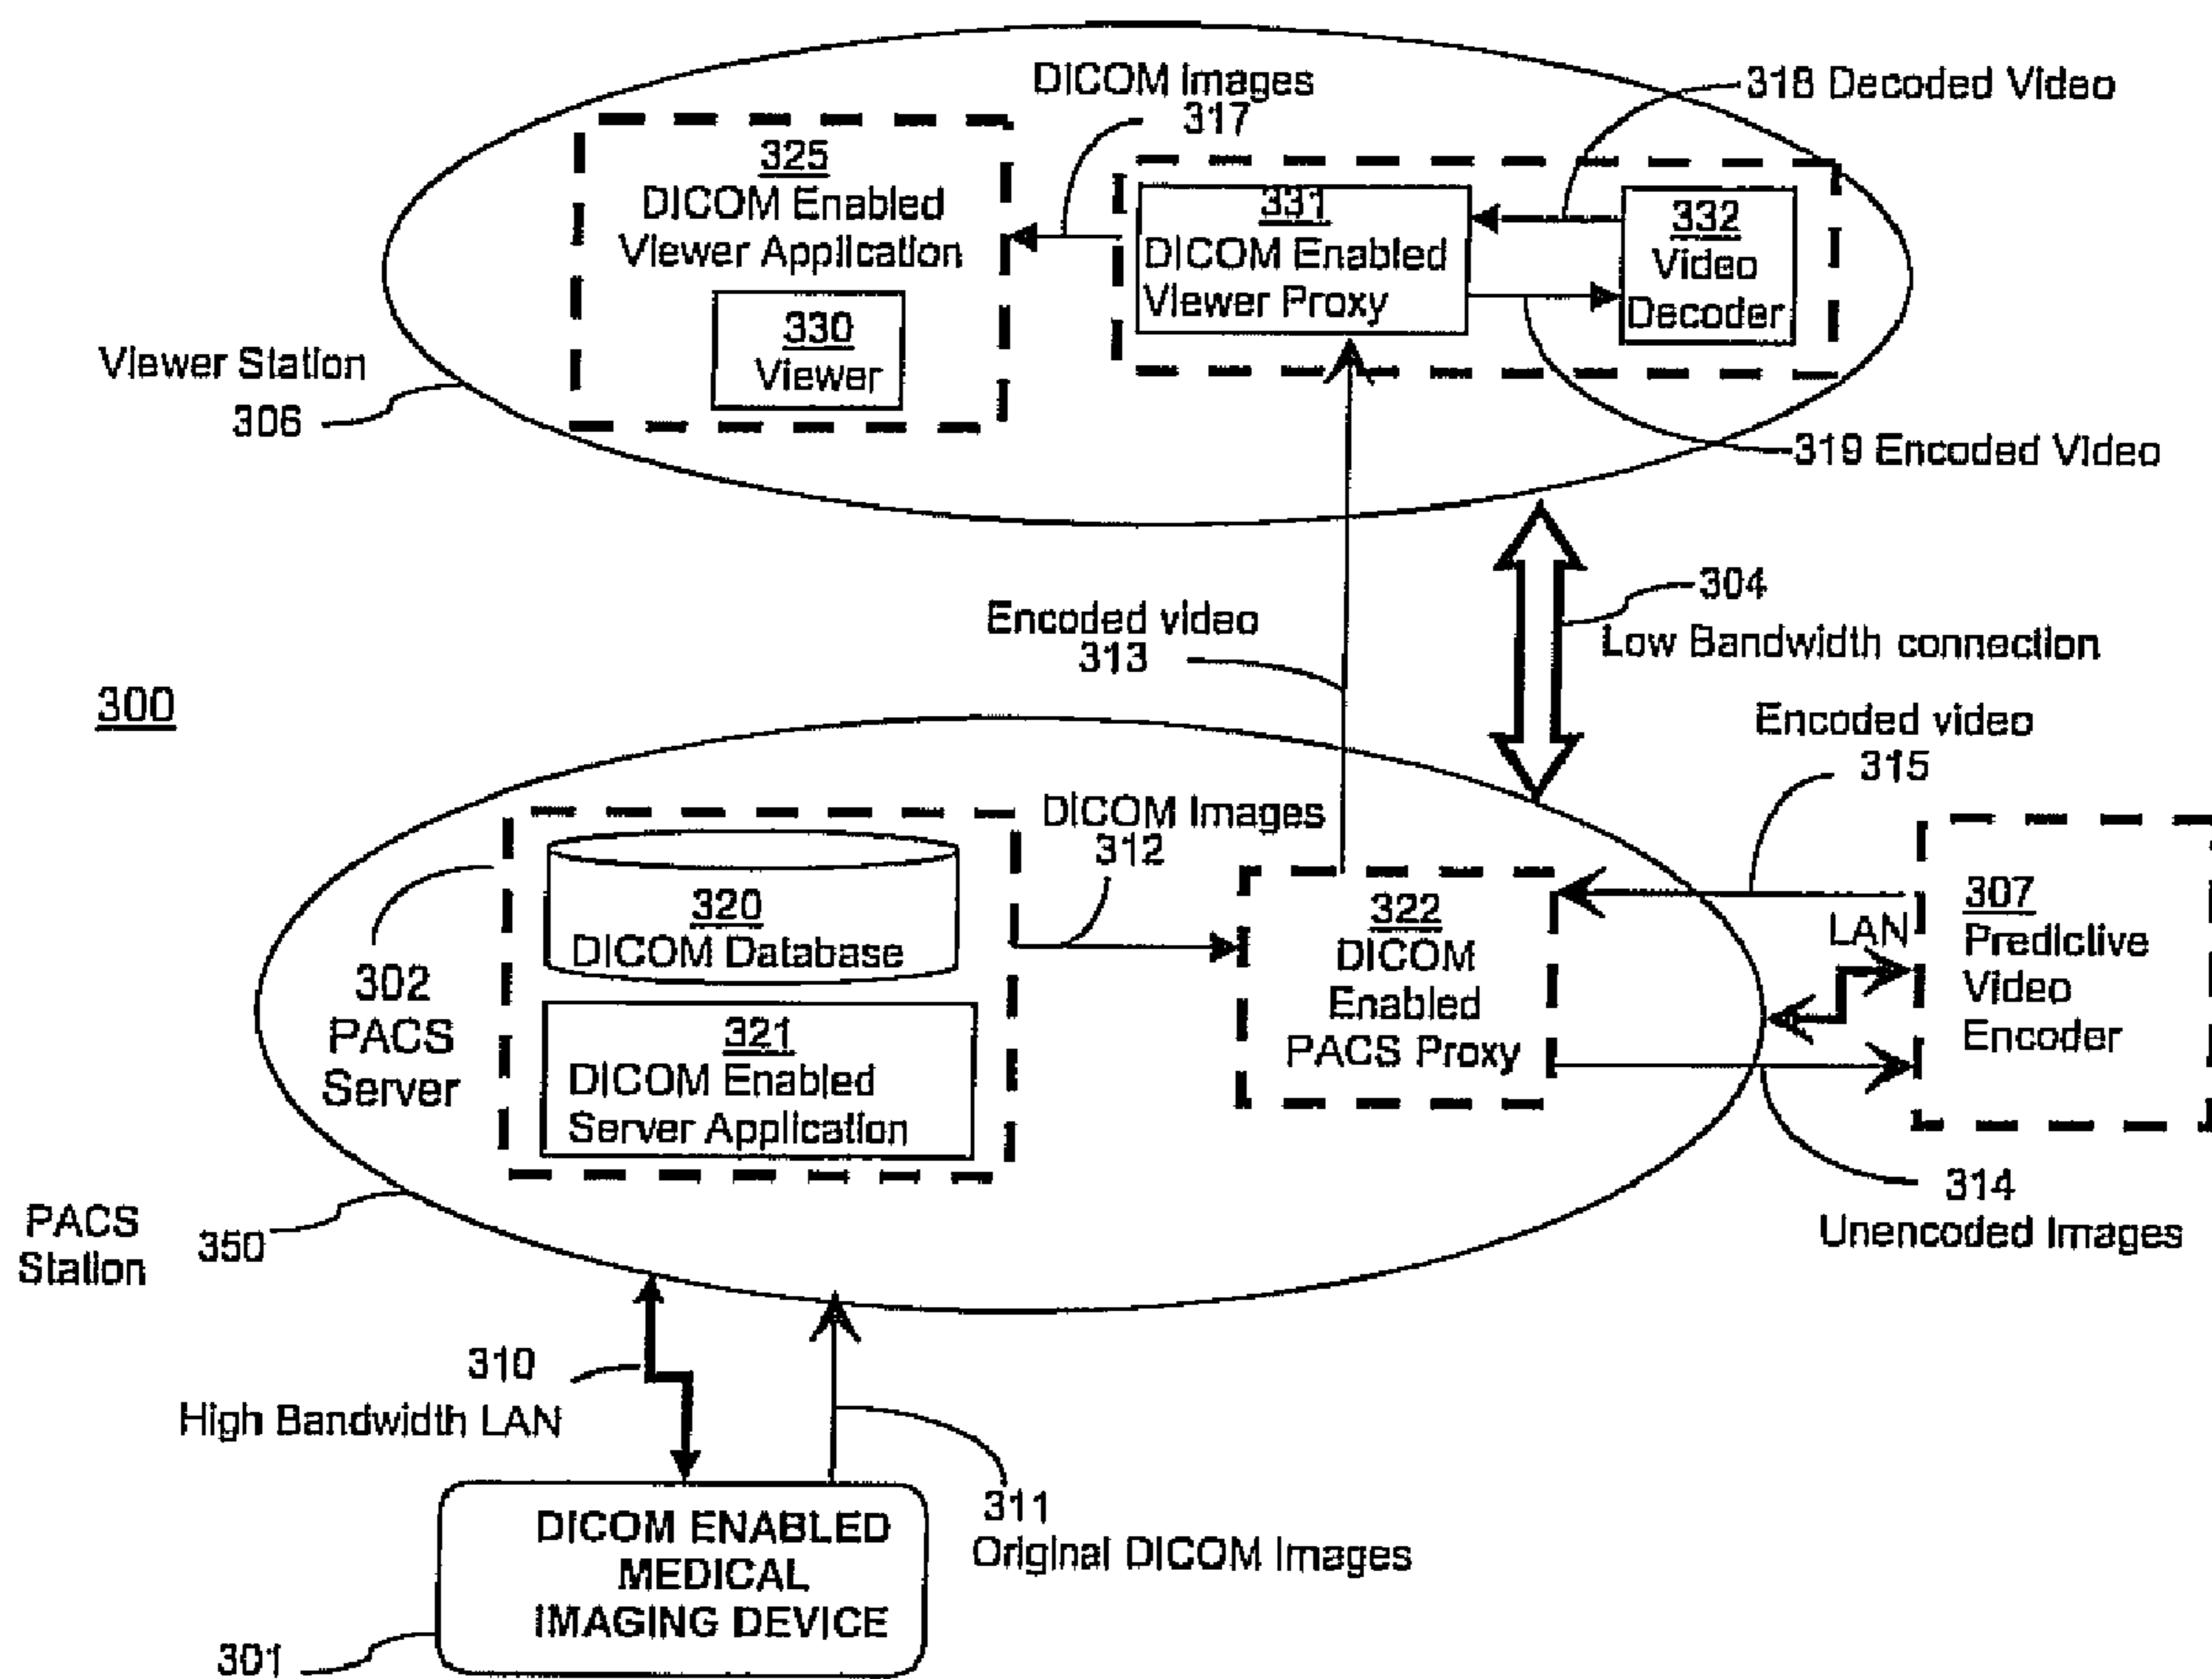 DICOM Images
317
318 Decoded Video
325
DICOM Enabled
Viewer Application
330
Viewer
331
DICOM Enabled
Viewer Proxy
332
Video
Decoder
Viewer Station
306
319 Encoded Video
304
Low Bandwidth connection
Encoded video
313
300
Encoded video
315
DICOM Images
312
320
DICOM Database
302
PACS
Server
321
DICOM Enabled
Server Application
322
DICOM
Enabled
PACS Proxy
LAN
307
Predictive
Video
Encoder
314
Unencoded Images
PACS
Station
350
310
High Bandwidth LAN
311
Original DICOM Images
DICOM ENABLED
MEDICAL
IMAGING DEVICE
301